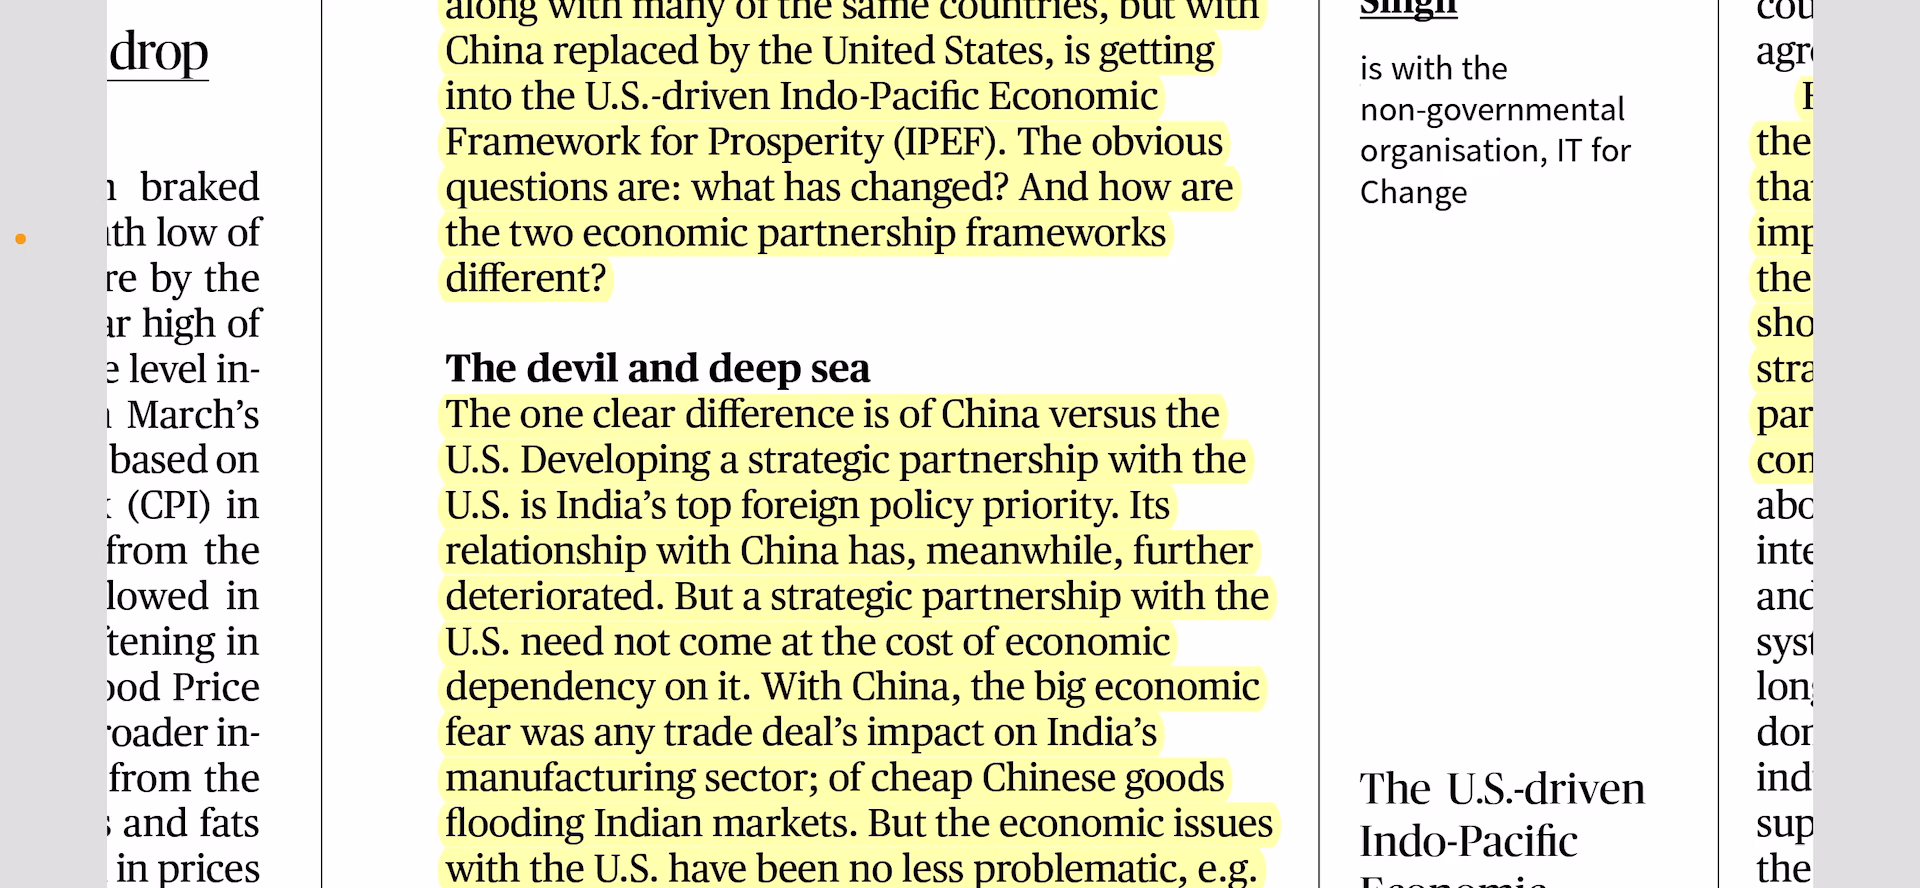 drop
braked
low of
by the
high of
level in-
March's
based on
(CPI) in
from the
in
in
Price
in-
from the
and fats
in prices
along with many of the same countries, but with
China replaced by the United States, is getting
into the U.S.-driven Indo-Pacific Economic
Framework for Prosperity (IPEF). The obvious
questions are: what has changed? And how are
the two economic partnership frameworks
different?
The devil and deep sea
The one clear difference is of China versus the
U.S. Developing a strategic partnership with the
U.S. is India’s top foreign policy priority. Its
relationship with China has, meanwhile, further
deteriorated. But a strategic partnership with the
U.S. need not come at the cost of economic
dependency on it. With China, the big economic
fear was any trade deal’s impact on India’s
manufacturing sector; of cheap Chinese goods
flooding Indian markets. But the economic issues
with the U.S. have been no less problematic, e.g.
Singh
is with the
non-governmental
organisation, IT for
Change
The U.S.-driven
Indo-Pacific
Economic
the
the
the